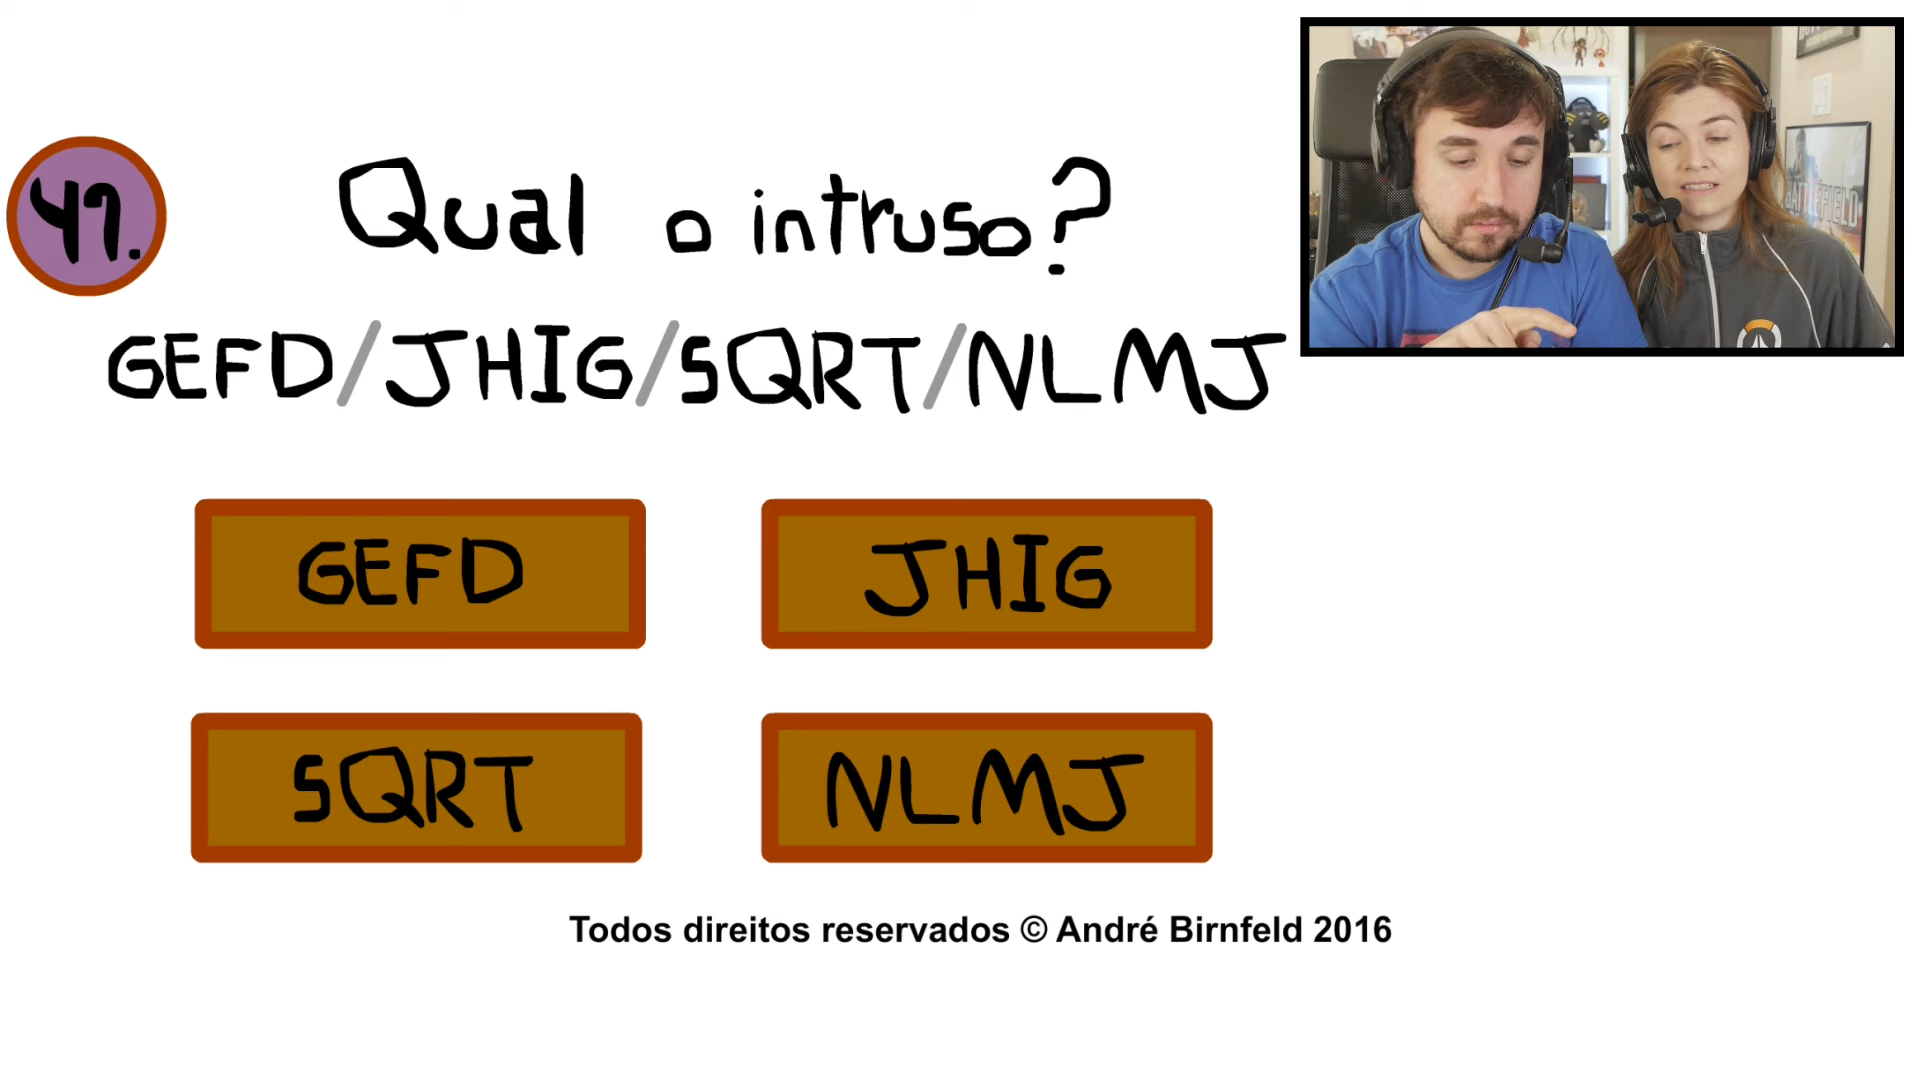 47. Qual o intruso?
GEFD/JHIG/SQRT/NLMJ
GEFD
JHIG
SQRT
NLMJ
Todos direitos reservados © André Birnfeld 2016